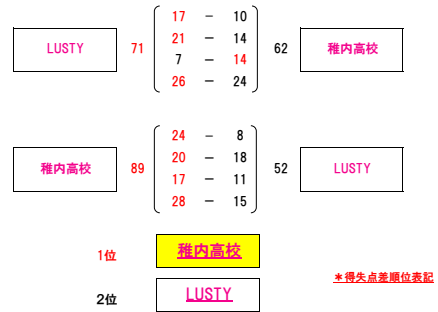 17 － 10
21 － 14
LUSTY 71 62 稚内高校
7 － 14
26 － 24
24 － 8
20 － 18
稚内高校 89 52 LUSTY
17 － 11
28 － 15
1位 稚内高校
＊得失点差順位表記
2位 LUSTY